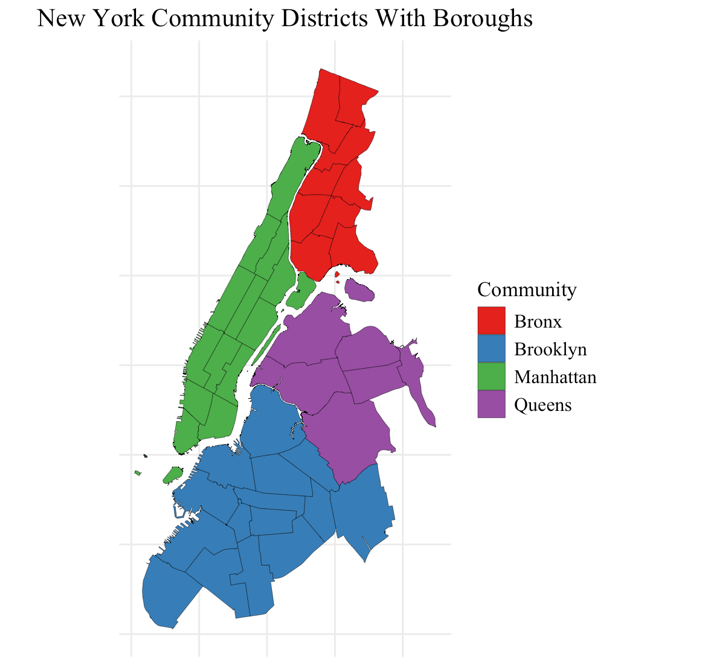 New York Community Districts With Boroughs
Community
Bronx
Brooklyn
Manhattan
Queens